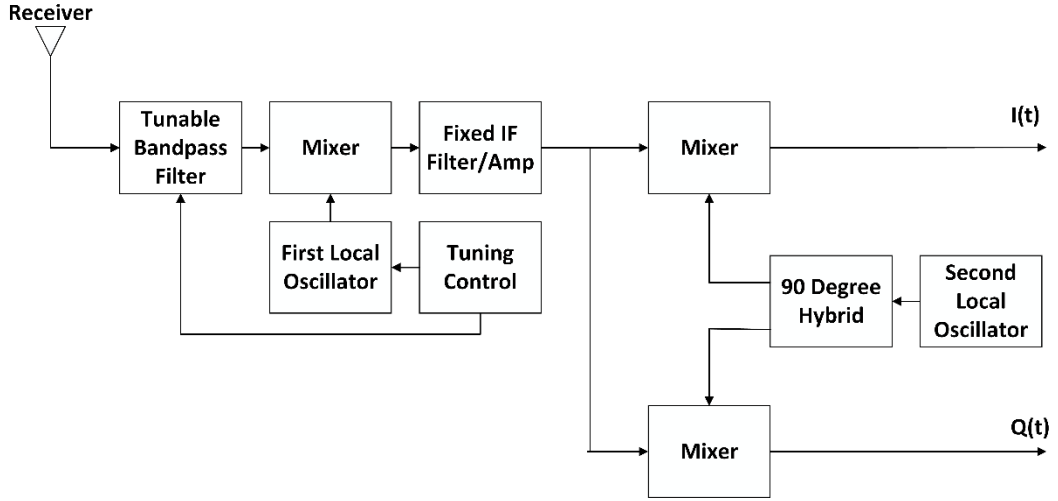 Receiver
Tunable
Bandpass
Filter
Mixer
Fixed IF
Filter/Amp
Mixer
I(t)
First Local
Oscillator
Tuning
Control
90 Degree
Hybrid
Second
Local
Oscillator
Mixer
Q(t)